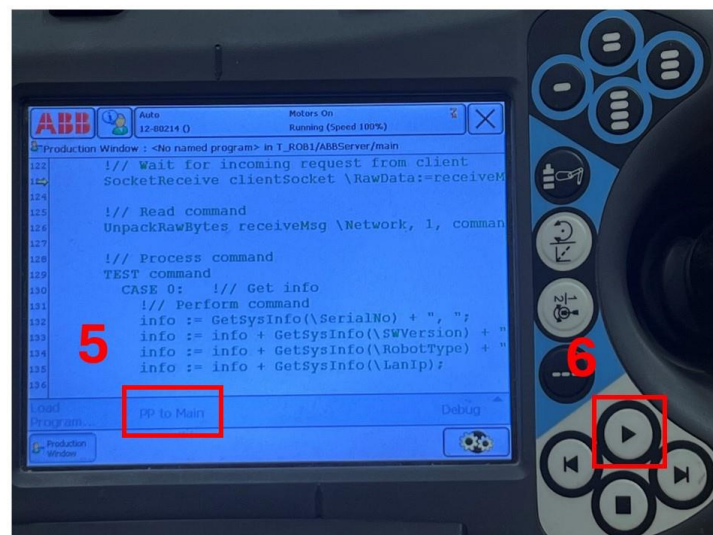 ABB
Auto
12-80214 ()
Motors On
Running (Speed 100%)
Production Window : <No named program> in T_ROB1/ABBServer/main
122 !// Wait for incoming request from client
SocketReceive clientSocket \RawData:=receiveM
124
125 !// Read command
126 UnpackRawBytes receiveMsg \Network, 1, comman
127
128 !// Process command
129 TEST command
130 CASE 0: !// Get info
131 !// Perform command
132 info := GetSysInfo(\SerialNo) + ", ";
133 info := info + GetSysInfo(\SWVersion) + "
134 info := info + GetSysInfo(\RobotType) + "
135 info := info + GetSysInfo(\LanIp);
136
5
6
Load Program...
PP to Main
Debug
Production Window
1/2